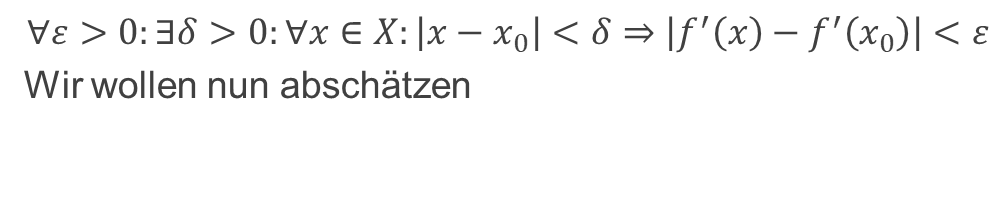 ∀ε > 0: ∃δ > 0: ∀x ∈ X: |x − x₀| < δ ⇒ |f′(x) − f′(x₀)| < ε
Wir wollen nun abschätzen